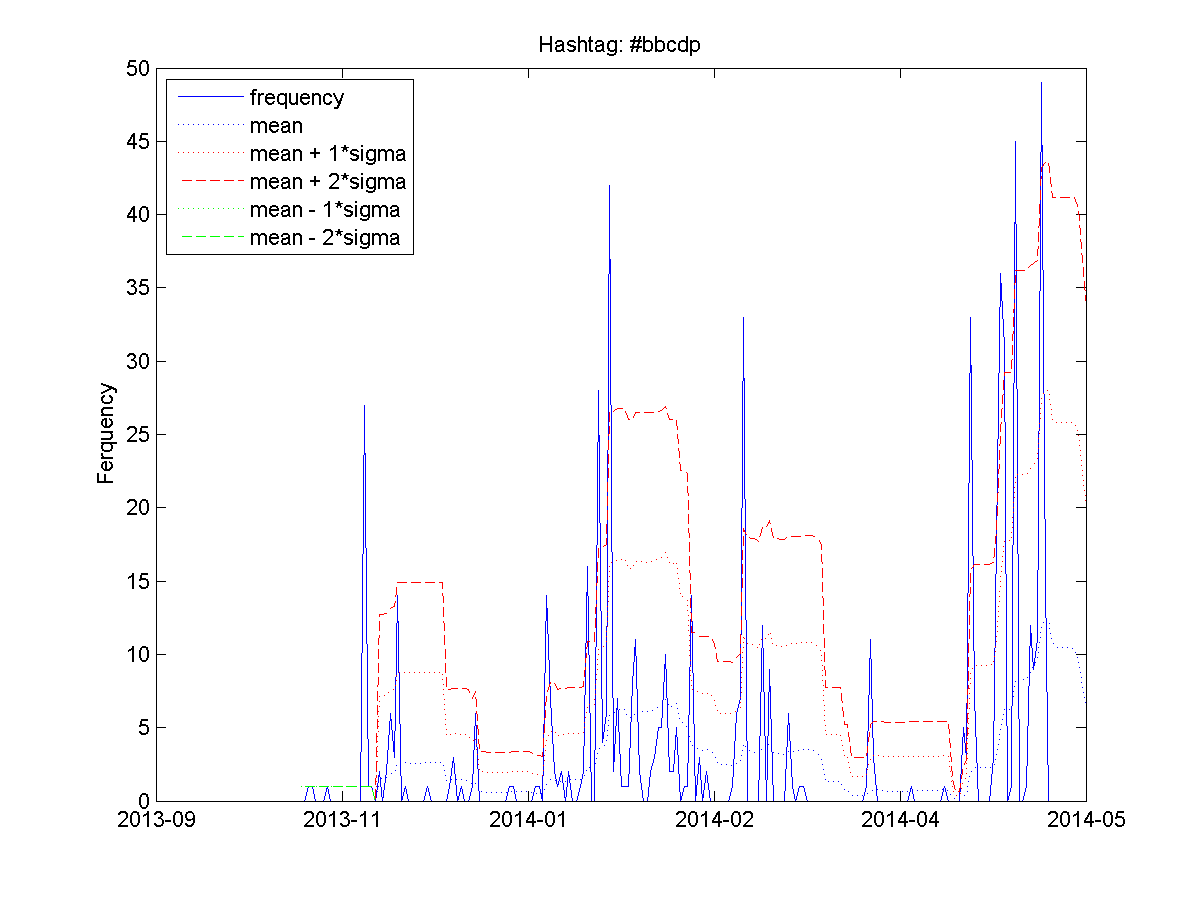 Hashtag: #bbcdp
50
45
40
35
30
25
20
15
10
5
0
Ferquency
frequency
mean
mean + 1*sigma
mean + 2*sigma
mean - 1*sigma
mean - 2*sigma
2013-09 2013-11 2014-01 2014-02 2014-04 2014-05